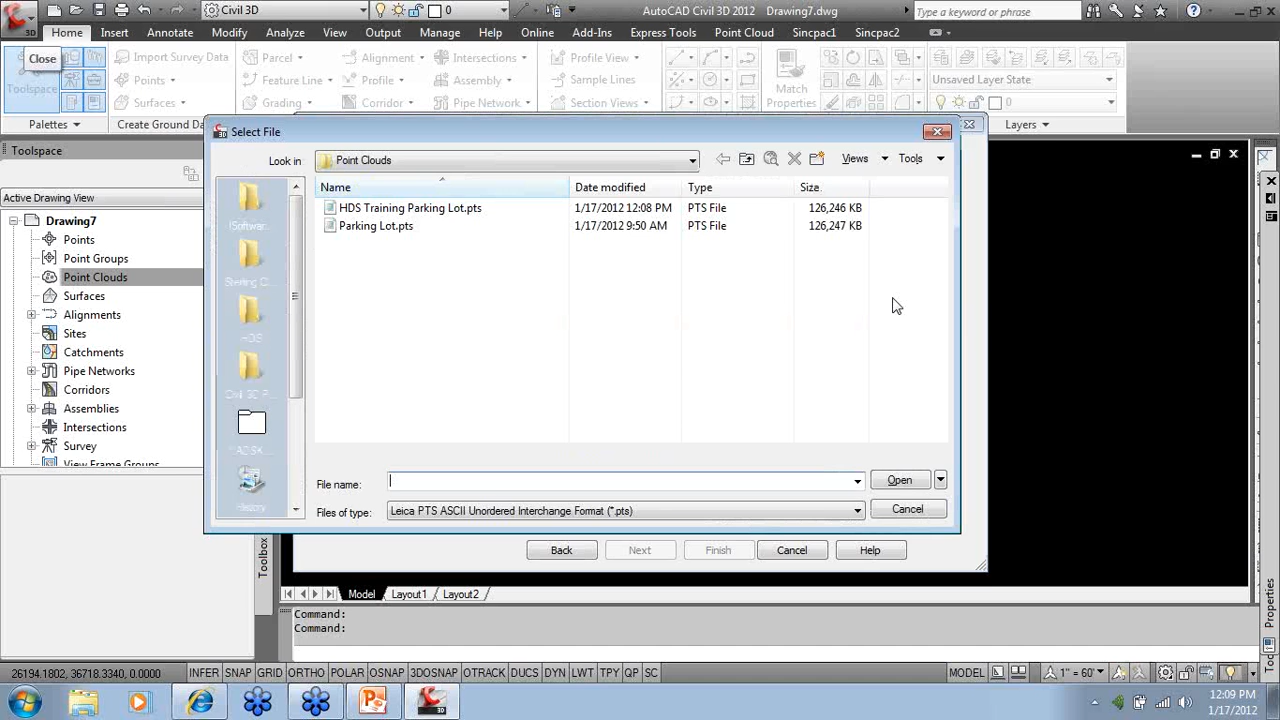 Civil 3D
0
AutoCAD Civil 3D 2012 Drawing7.dwg
Type a keyword or phrase
Home Insert Annotate Modify Analyze View Output Manage Help Online Add-Ins Express Tools Point Cloud Sincpac1 Sincpac2
3D
Close
Toolspace
Import Survey Data
Points
Surfaces
Parcel
Feature Line
Grading
Alignment
Profile
Corridor
Intersections
Assembly
Pipe Network
Profile View
Sample Lines
Section Views
Match
Properties
Unsaved Layer State
0
Palettes
Create Ground Da
Layers
Toolspace
Active Drawing View
Drawing7
Points
Point Groups
Point Clouds
Surfaces
Alignments
Sites
Catchments
Pipe Networks
Corridors
Assemblies
Intersections
Survey
View Frame Groups
Select File
Look in
Point Clouds
Views
Tools
Name Date modified Type Size
HDS Training Parking Lot.pts 1/17/2012 12:08 PM PTS File 126,246 KB
Parking Lot.pts 1/17/2012 9:50 AM PTS File 126,247 KB
HDS
History
File name:
Open
Files of type:
Leica PTS ASCII Unordered Interchange Format (*.pts)
Cancel
Back Next Finish Cancel Help
Toolbox
Properties
Model Layout1 Layout2
Command:
Command:
26194.1802, 36718.3340, 0.0000
INFER SNAP GRID ORTHO POLAR OSNAP 3DOSNAP OTRACK DUCS DYN LWT TPY QP SC
MODEL
1" = 60'
12:09 PM
1/17/2012